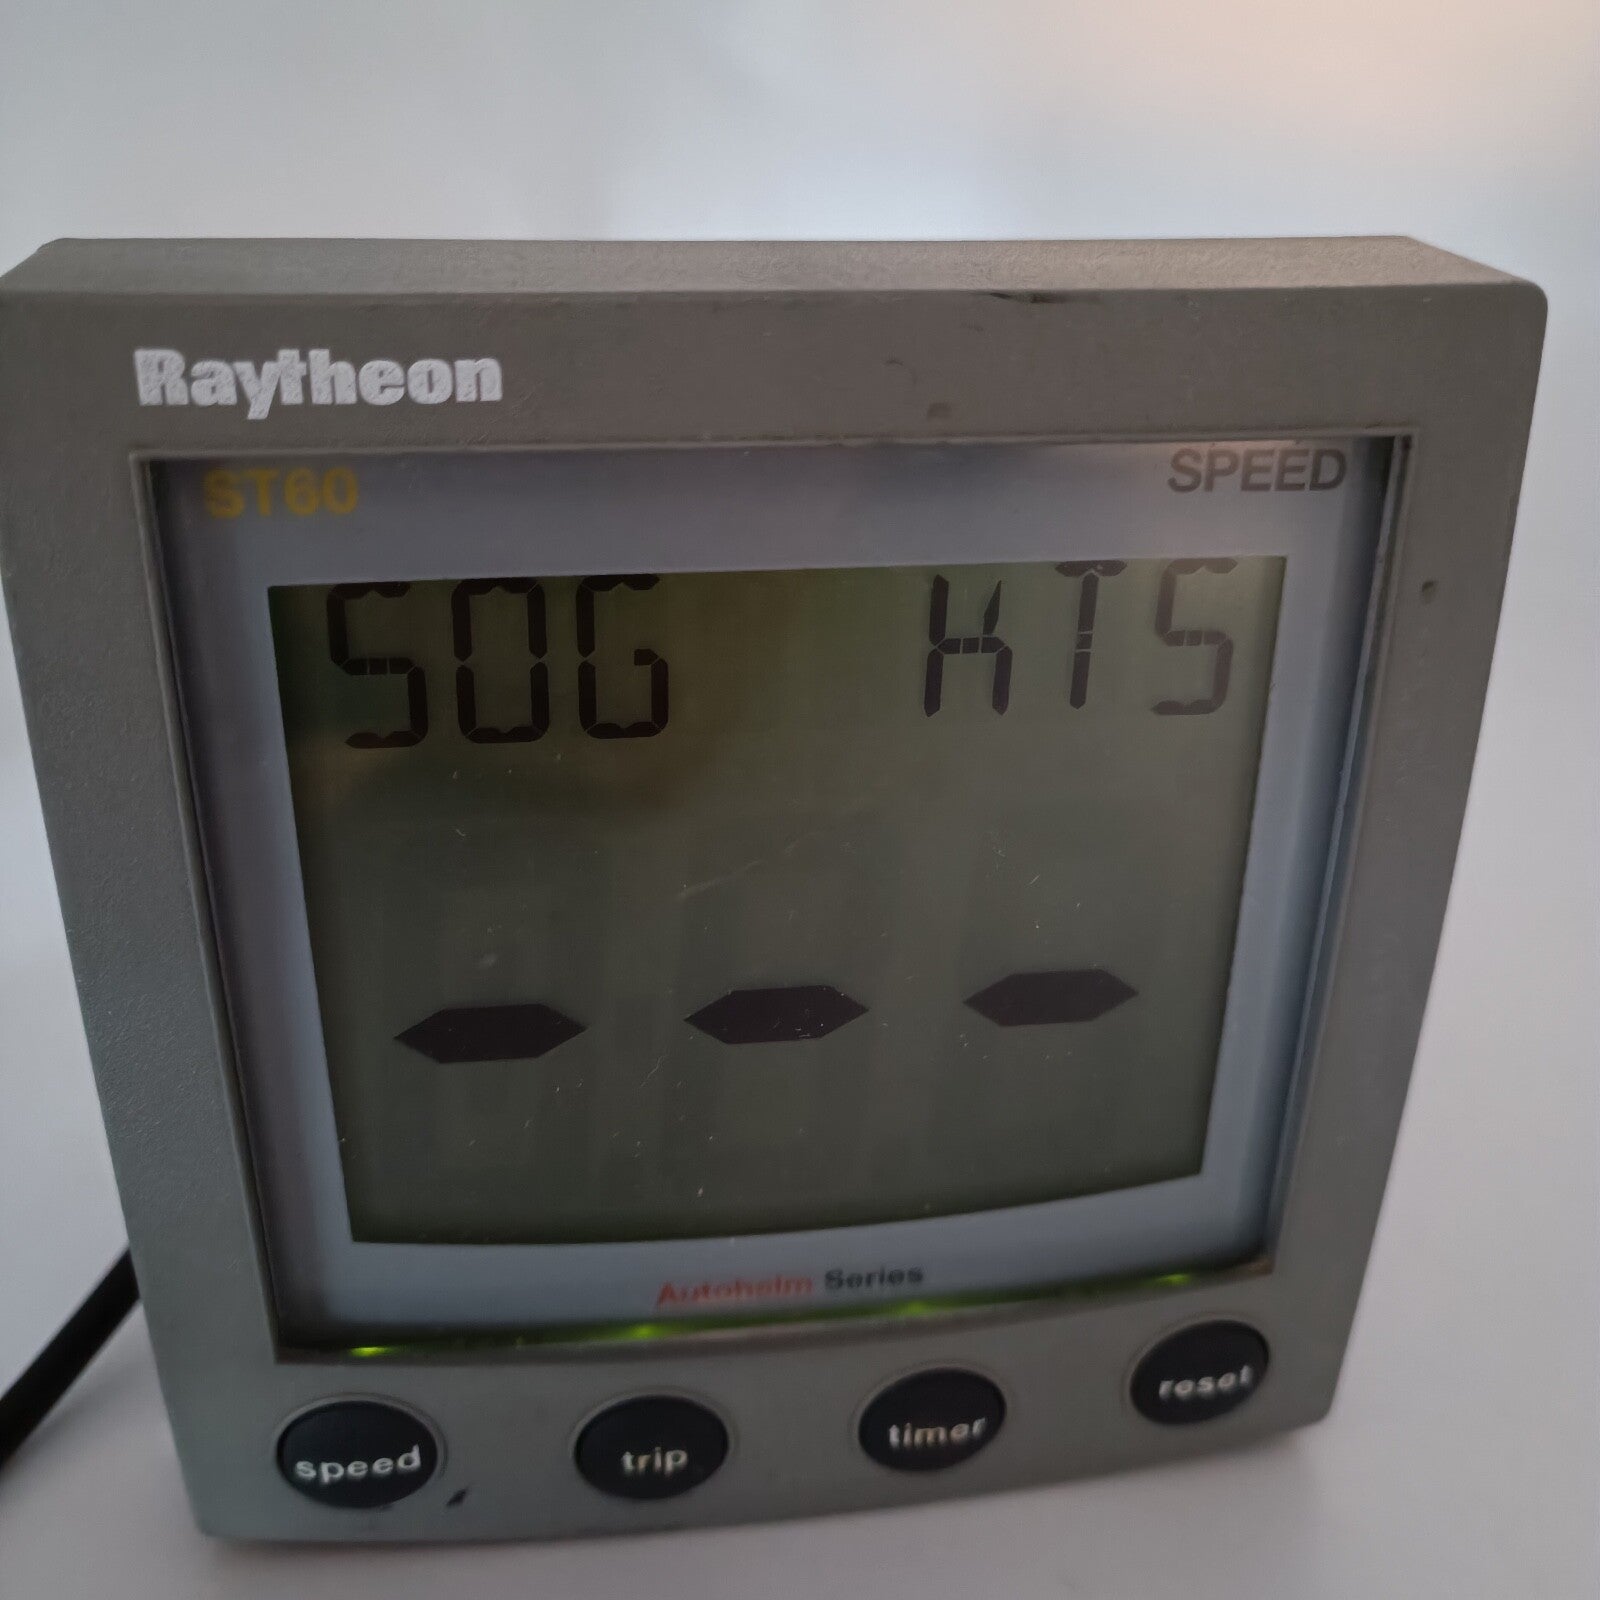 Raytheon
ST60 SPEED
SOG KTS
- - -
Autohelm Series
speed trip timer reset